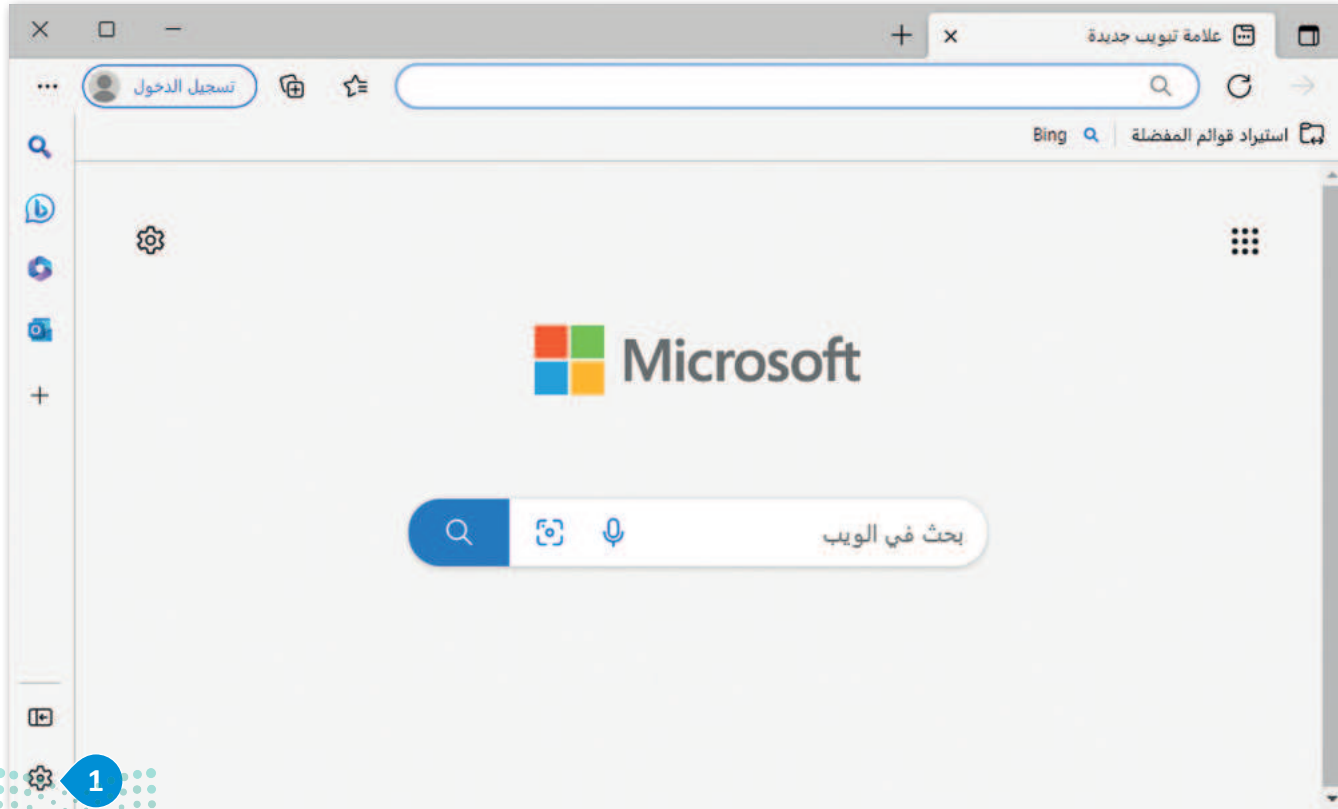 علامة تبويب جديدة
تسجيل الدخول
استيراد قوائم المفضلة
Bing
Microsoft
بحث في الويب
1